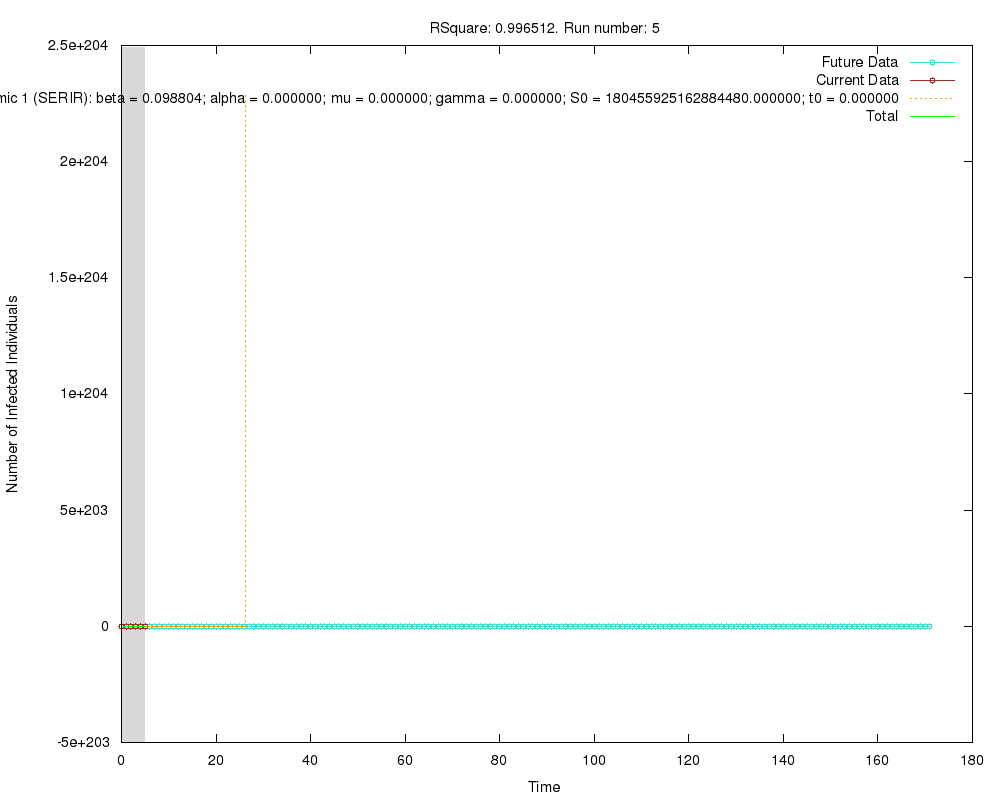 RSquare: 0.996512. Run number: 5
2.5e+204
2e+204
1.5e+204
1e+204
5e+203
0
-5e+203
Number of Infected Individuals
Future Data
Current Data
mic 1 (SERIR): beta = 0.098804; alpha = 0.000000; mu = 0.000000; gamma = 0.000000; S0 = 180455925162884480.000000; t0 = 0.000000
Total
0 20 40 60 80 100 120 140 160 180
Time